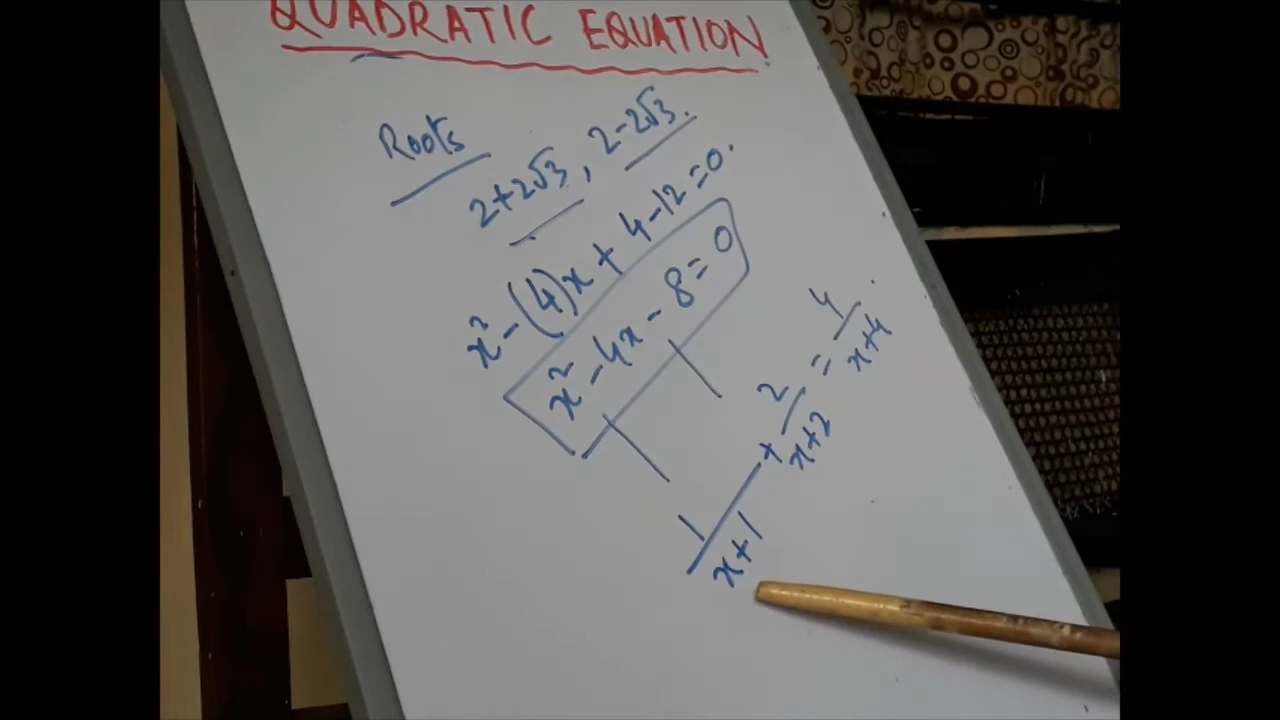 QUADRATIC EQUATION
Roots
2+2√3, 2-2√3.
x² - (4)x + 4-12 = 0.
x² - 4x - 8 = 0
1/(x+1) + 2/(x+2) = 4/(x+4)